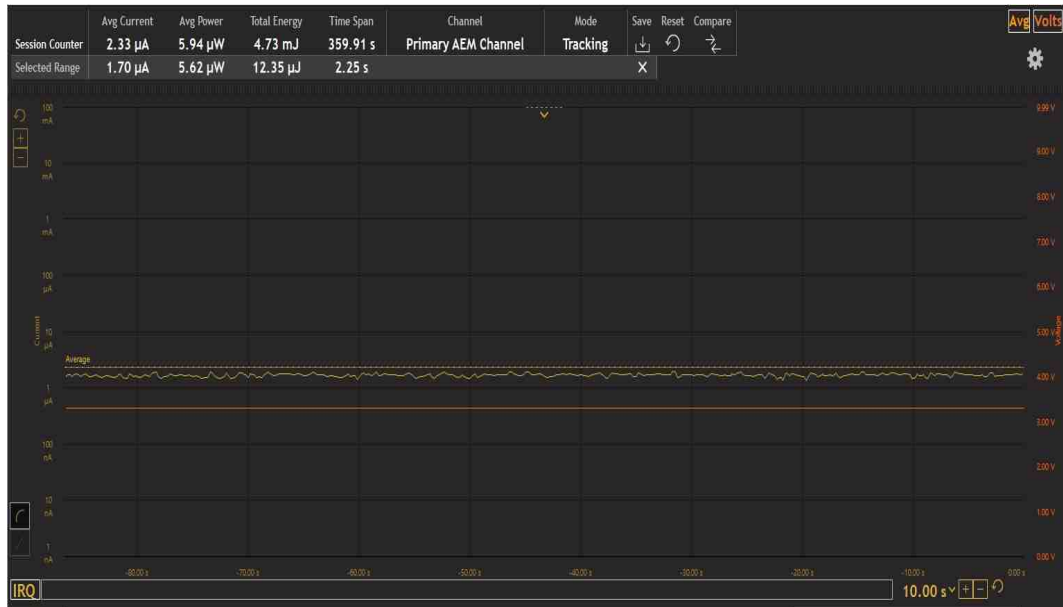 Avg Current Avg Power Total Energy Time Span Channel Mode Save Reset Compare
Session Counter 2.33 µA 5.94 µW 4.73 mJ 359.91 s Primary AEM Channel Tracking
Selected Range 1.70 µA 5.62 µW 12.35 µJ 2.25 s X
Avg Volts
100 mA
10 mA
1 mA
100 µA
10 µA
1 µA
100 nA
10 nA
1 nA
Current
Average
9.99 V
9.00 V
8.00 V
7.00 V
6.00 V
5.00 V
4.00 V
3.00 V
2.00 V
1.00 V
0.00 V
Voltage
-80.00 s -70.00 s -60.00 s -50.00 s -40.00 s -30.00 s -20.00 s -10.00 s 0.00 s
IRQ 10.00 s + -